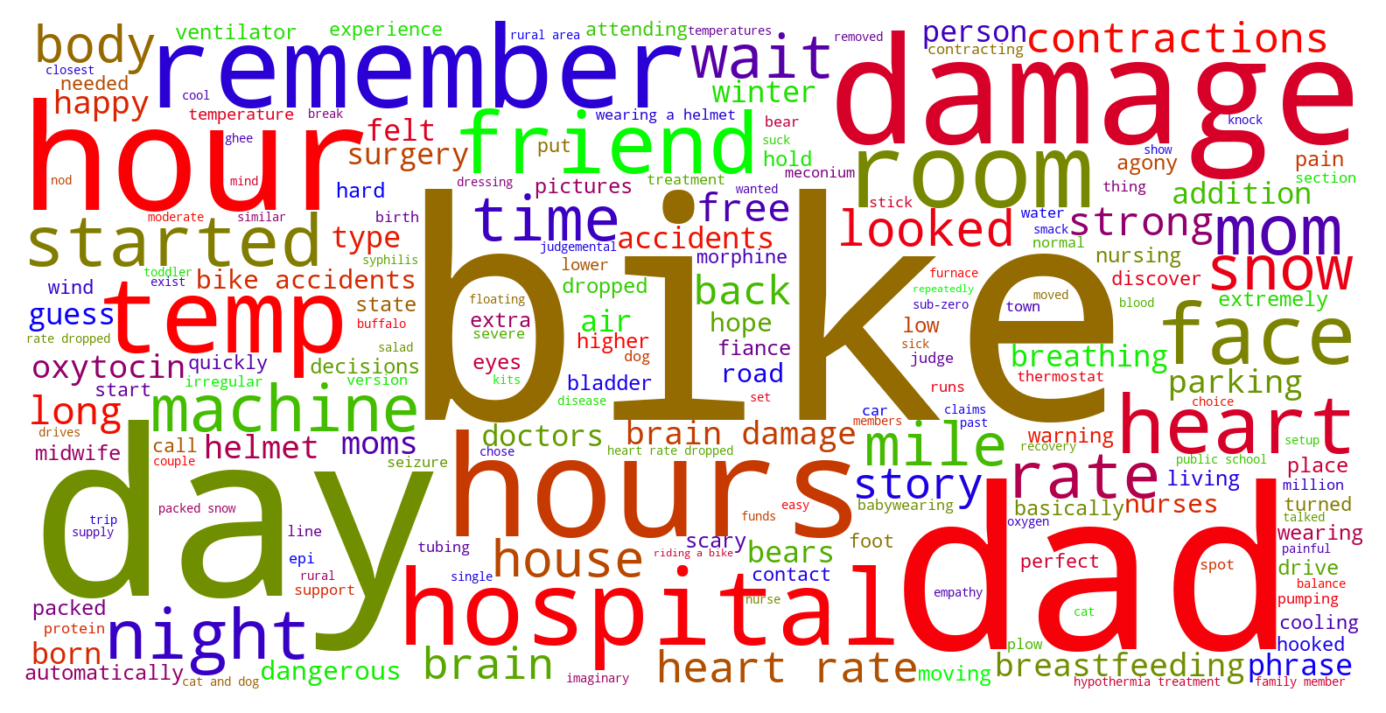 body
ventilator
experience
rural area
attending
temperatures
removed
person
contracting
contractions
closest
needed
remember
wait
damage
happy
cool
winter
temperature
break
wearing a helmet
bear
knock
hour
felt
friend
put
suck
room
show
ghee
surgery
hold
agony
pain
nod
mind
hard
dressing
pictures
treatment
meconium
thing
section
wanted
addition
moderate
similar
birth
time
free
stick
started
type
judgemental
accidents
looked
water
smack
strong
mom
syphilis
morphine
normal
toddler
exist
bike accidents
lower
nursing
discover
snow
wind
temp
state
floating
dropped
back
furnace
repeatedly
bike
extremely
guess
buffalo
extra
air
sub-zero
town
moved
blood
face
rate dropped
severe
higher
hope
low
salad
fiance
sick
oxytocin
quickly
decisions
eyes
dog
judge
breathing
start
irregular
version
kits
bladder
road
thermostat
parking
long
machine
disease
set
runs
choice
members
car
claims
past
heart
drives
midwife
call
helmet
moms
doctors
brain damage
mile
warning
setup
couple
seizure
chose
heart rate dropped
recovery
public school
place
day
hours
story
rate
living
million
packed snow
babywearing
basically
nurses
turned
trip
supply
line
funds
easy
oxygen
talked
wearing
tubing
house
scary
bears
foot
dad
painful
epi
riding a bike
perfect
spot
drive
rural
support
single
contact
hospital
empathy
balance
packed
nurse
cat
pumping
protein
night
cooling
born
plow
hooked
automatically
cat and dog
dangerous
brain
imaginary
heart rate
moving
breastfeeding
phrase
hypothermia treatment
family member